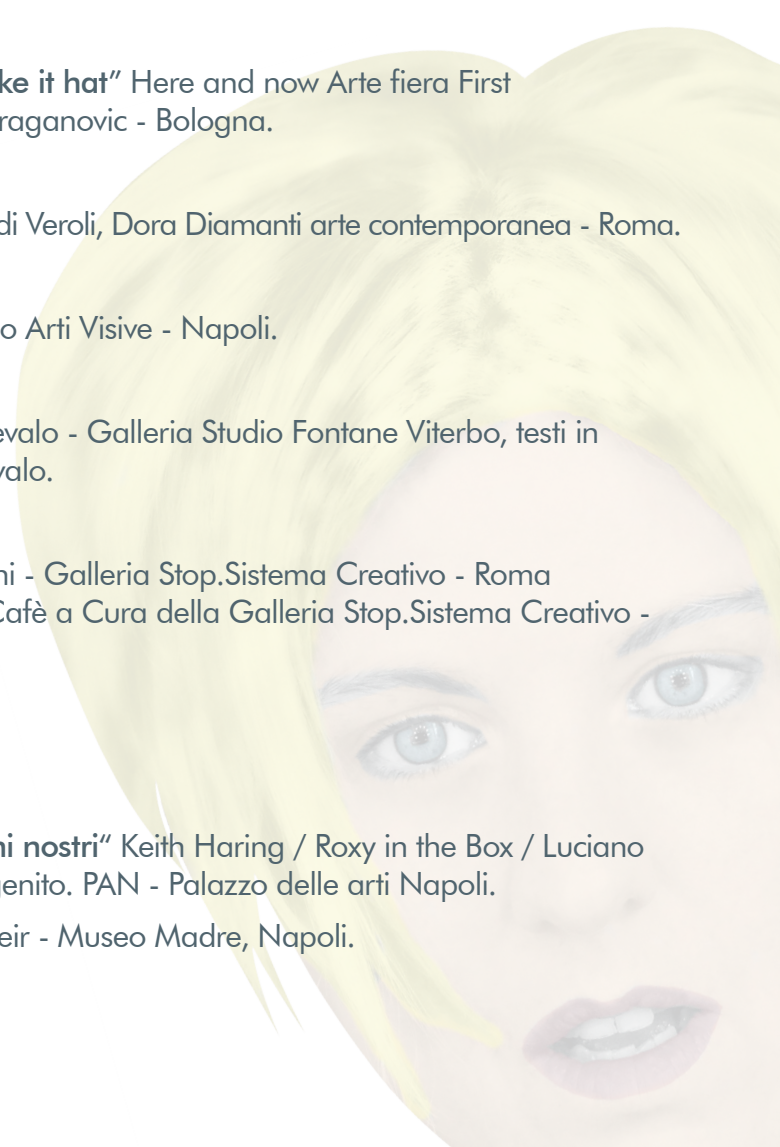 ke it hat” Here and now Arte fiera First
raganovic - Bologna.
di Veroli, Dora Diamanti arte contemporanea - Roma.
o Arti Visive - Napoli.
evalo - Galleria Studio Fontane Viterbo, testi in
valo.
ni - Galleria Stop.Sistema Creativo - Roma
Cafè a Cura della Galleria Stop.Sistema Creativo -
ni nostri“ Keith Haring / Roxy in the Box / Luciano
genito. PAN - Palazzo delle arti Napoli.
eir - Museo Madre, Napoli.